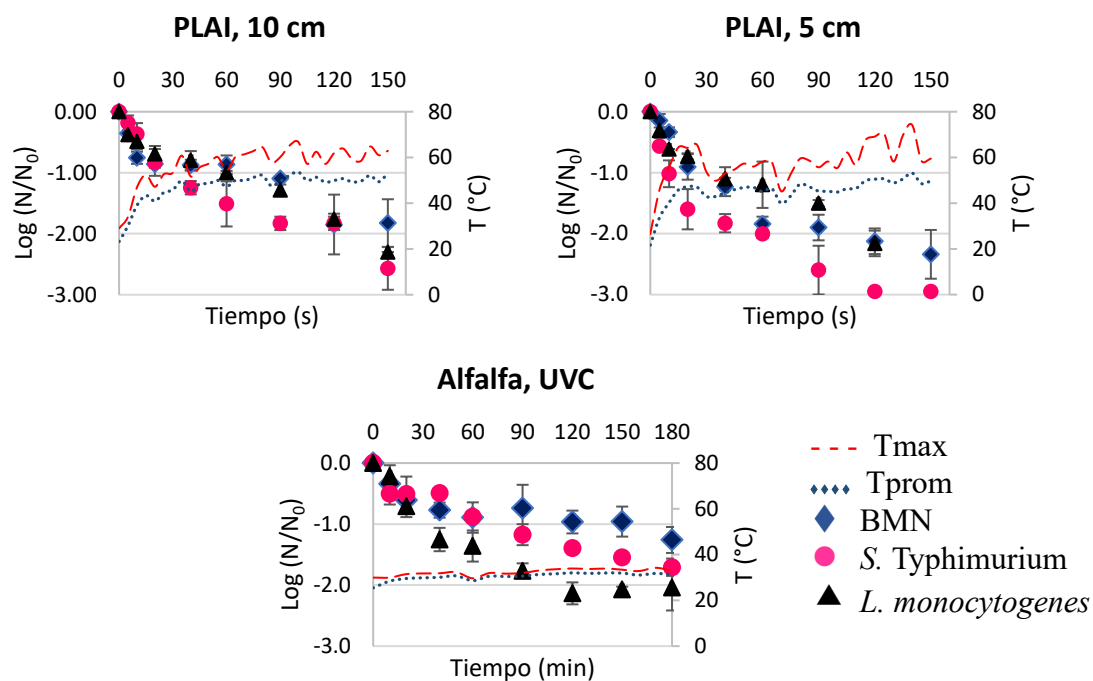 PLAI, 10 cm
0 30 60 90 120 150
0.00 80
-1.00 60
40
-2.00 20
-3.00 0
Log (N/N0)
T (°C)
Tiempo (s)
PLAI, 5 cm
0 30 60 90 120 150
0.00 80
-1.00 60
40
-2.00 20
-3.00 0
Log (N/N0)
T (°C)
Tiempo (s)
Alfalfa, UVC
0 30 60 90 120 150 180
0.0 80
-1.0 60
40
-2.0 20
-3.0 0
Log (N/N0)
T (°C)
Tiempo (min)
Tmax
Tprom
BMN
S. Typhimurium
L. monocytogenes